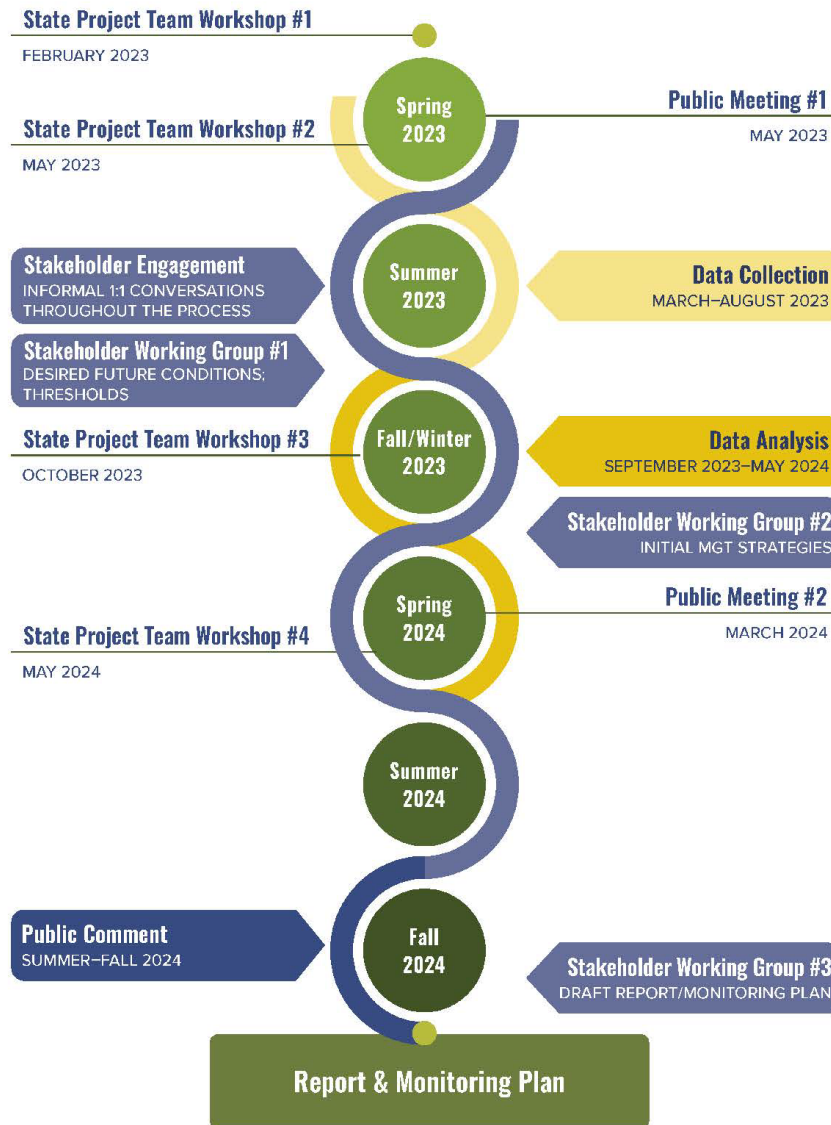 State Project Team Workshop #1
FEBRUARY 2023
Spring
2023
Public Meeting #1
MAY 2023
State Project Team Workshop #2
MAY 2023
Stakeholder Engagement
INFORMAL 1:1 CONVERSATIONS
THROUGHOUT THE PROCESS
Summer
2023
Data Collection
MARCH–AUGUST 2023
Stakeholder Working Group #1
DESIRED FUTURE CONDITIONS;
THRESHOLDS
State Project Team Workshop #3
OCTOBER 2023
Fall/Winter
2023
Data Analysis
SEPTEMBER 2023–MAY 2024
Stakeholder Working Group #2
INITIAL MGT STRATEGIES
Spring
2024
Public Meeting #2
MARCH 2024
State Project Team Workshop #4
MAY 2024
Summer
2024
Public Comment
SUMMER–FALL 2024
Fall
2024
Stakeholder Working Group #3
DRAFT REPORT/MONITORING PLAN
Report & Monitoring Plan